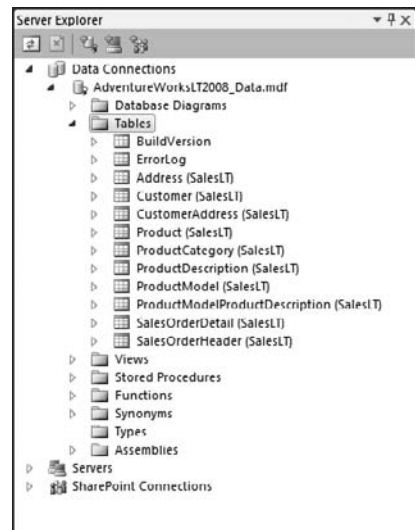 Server Explorer
Data Connections
AdventureWorksLT2008_Data.mdf
Database Diagrams
Tables
BuildVersion
ErrorLog
Address (SalesLT)
Customer (SalesLT)
CustomerAddress (SalesLT)
Product (SalesLT)
ProductCategory (SalesLT)
ProductDescription (SalesLT)
ProductModel (SalesLT)
ProductModelProductDescription (SalesLT)
SalesOrderDetail (SalesLT)
SalesOrderHeader (SalesLT)
Views
Stored Procedures
Functions
Synonyms
Types
Assemblies
Servers
SharePoint Connections